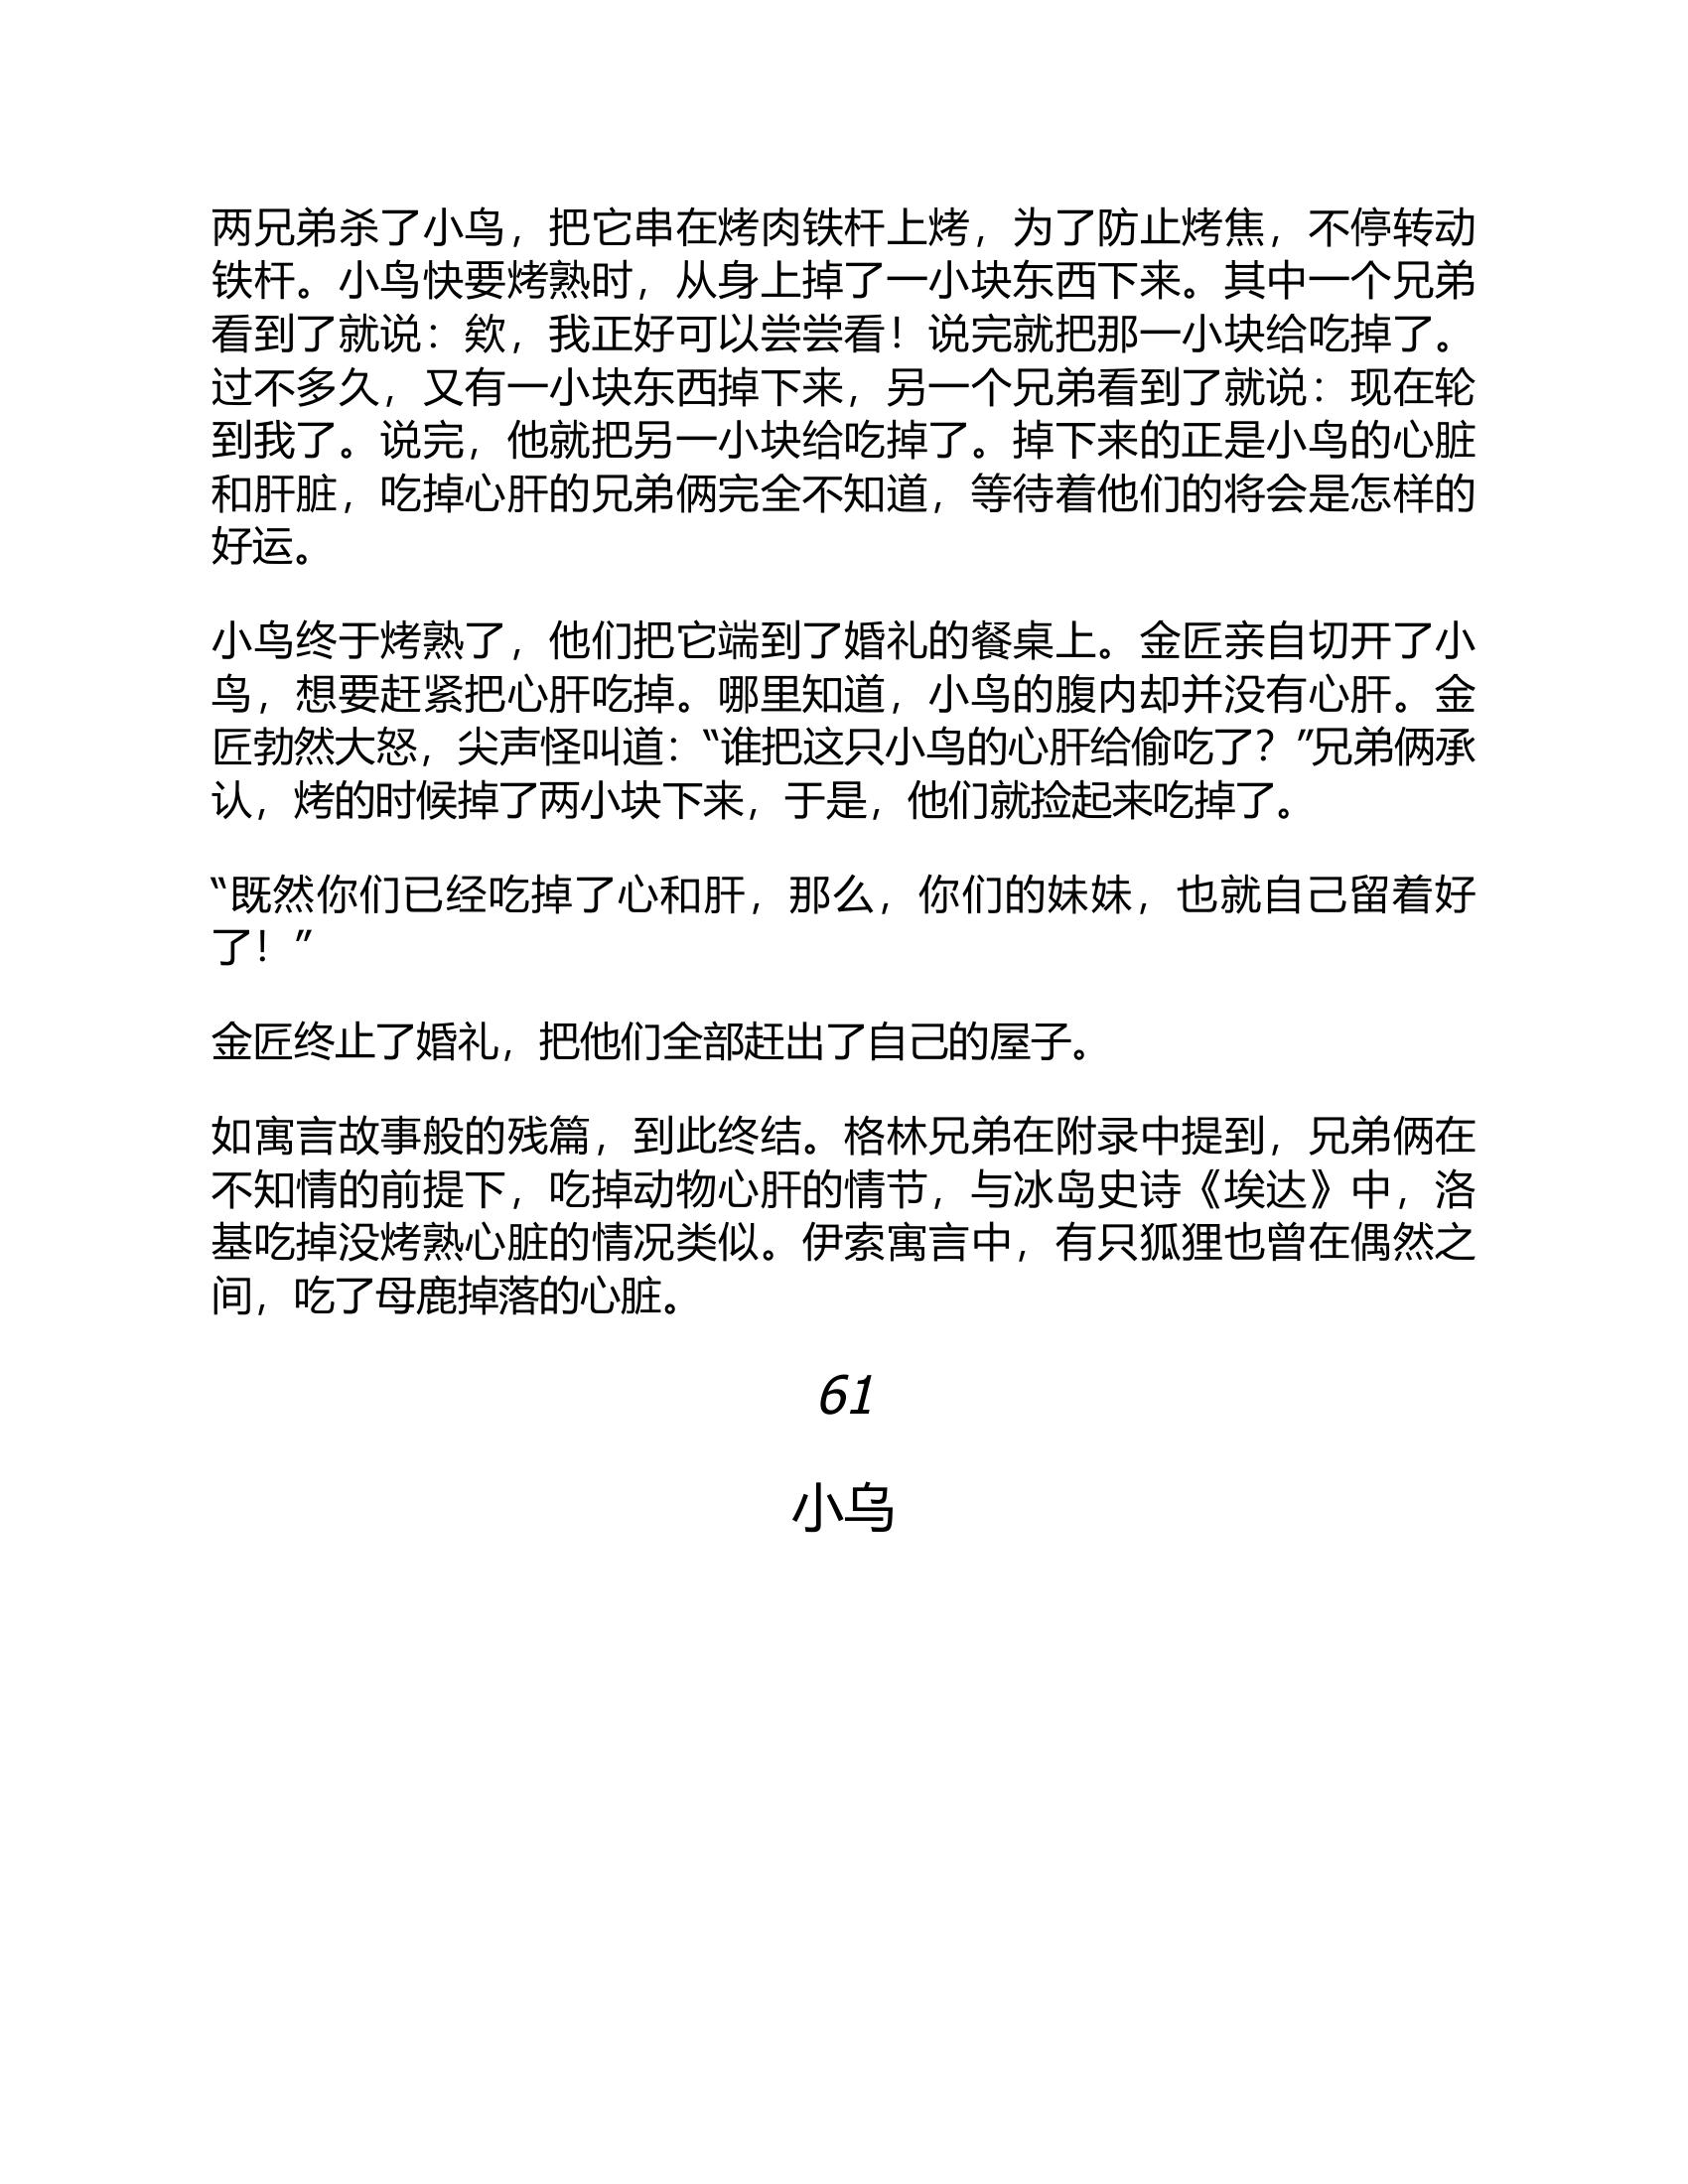 两兄弟杀了小鸟，把它串在烤肉铁杆上烤，为了防止烤焦，不停转动
铁杆。小鸟快要烤熟时，从身上掉了一小块东西下来。其中一个兄弟
看到了就说：欸，我正好可以尝尝看！说完就把那一小块给吃掉了。
过不多久，又有一小块东西掉下来，另一个兄弟看到了就说：现在轮
到我了。说完，他就把另一小块给吃掉了。掉下来的正是小鸟的心脏
和肝脏，吃掉心肝的兄弟俩完全不知道，等待着他们的将会是怎样的
好运。
小鸟终于烤熟了，他们把它端到了婚礼的餐桌上。金匠亲自切开了小
鸟，想要赶紧把心肝吃掉。哪里知道，小鸟的腹内却并没有心肝。金
匠勃然大怒，尖声怪叫道：“谁把这只小鸟的心肝给偷吃了？”兄弟俩承
认，烤的时候掉了两小块下来，于是，他们就捡起来吃掉了。
“既然你们已经吃掉了心和肝，那么，你们的妹妹，也就自己留着好
了！”
金匠终止了婚礼，把他们全部赶出了自己的屋子。
如寓言故事般的残篇，到此终结。格林兄弟在附录中提到，兄弟俩在
不知情的前提下，吃掉动物心肝的情节，与冰岛史诗《埃达》中，洛
基吃掉没烤熟心脏的情况类似。伊索寓言中，有只狐狸也曾在偶然之
间，吃了母鹿掉落的心脏。
61
小乌